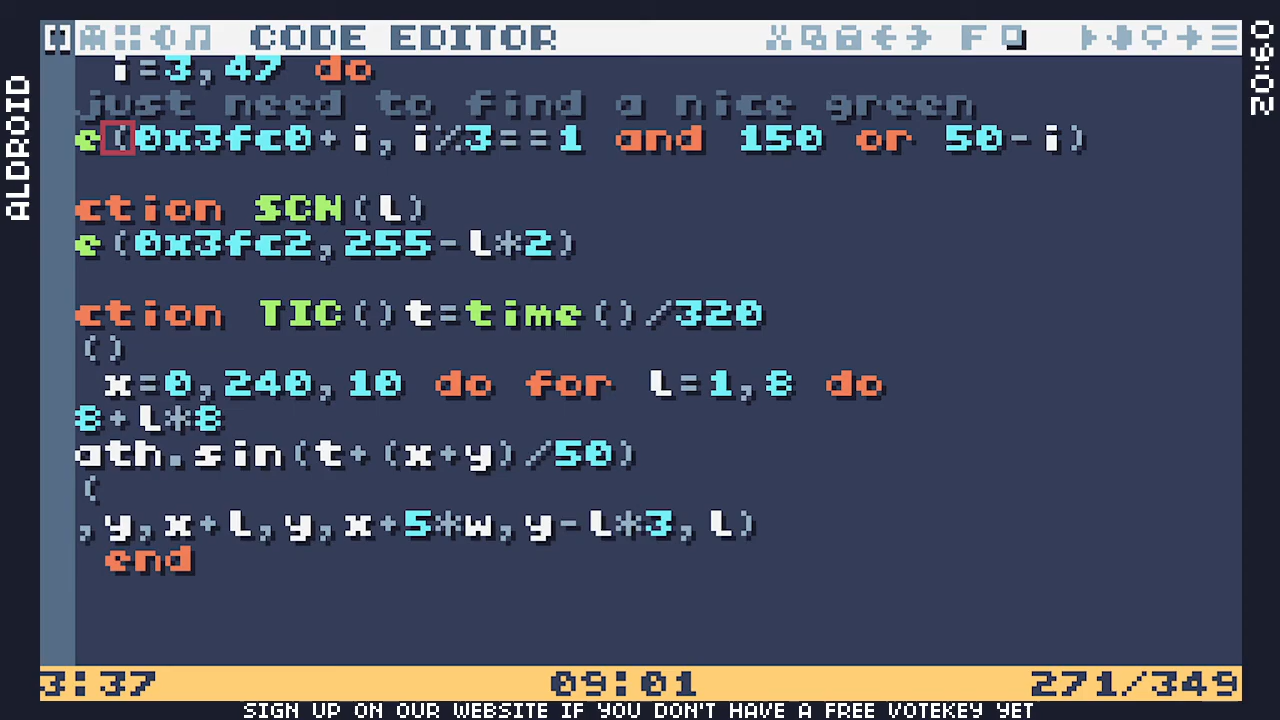 CODE EDITOR
F
i=3,47 do
just need to find a nice green
e(0x3fc0+i,i%3==1 and 150 or 50-i)
ction SCN(l)
e(0x3fc2,255-l*2)
ction TIC()t=time()/320
()
x=0,240,10 do for l=1,8 do
8+l*8
ath.sin(t+(x+y)/50)
(
,y,x+l,y,x+5*w,y-l*3,l)
end
3:37 09:01 271/349
SIGN UP ON OUR WEBSITE IF YOU DON'T HAVE A FREE VOTEKEY YET
ALDROID